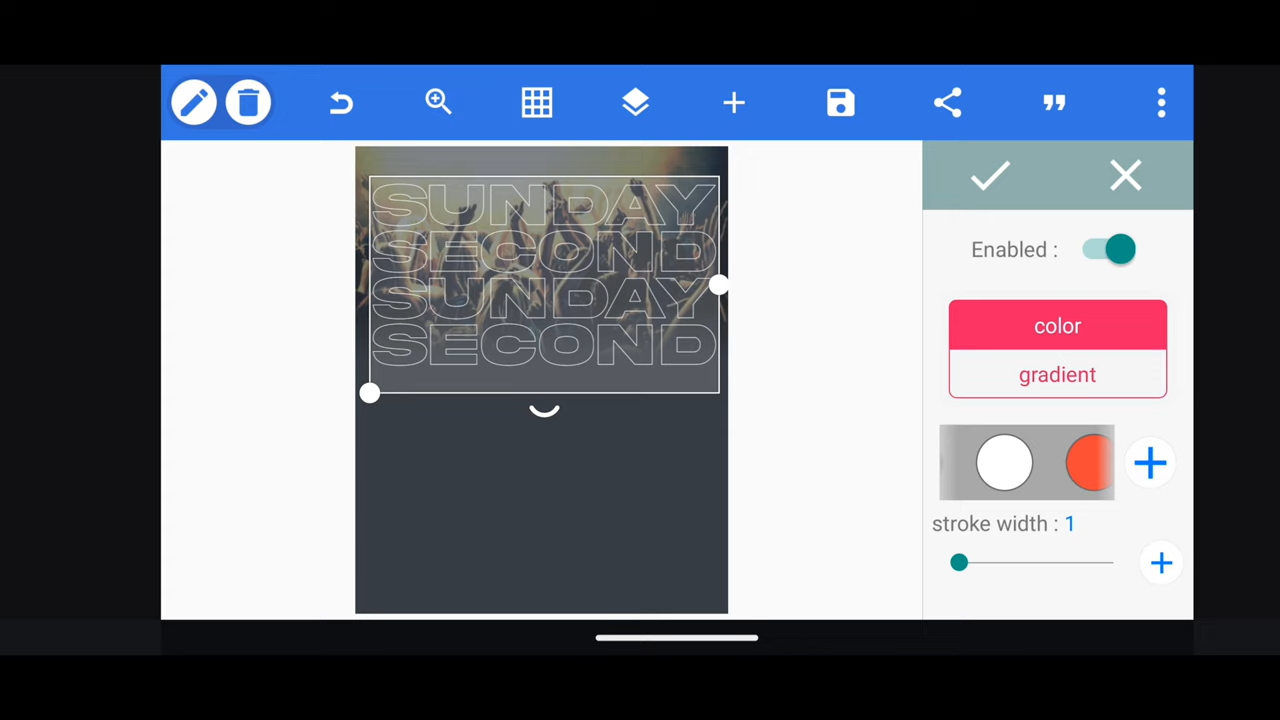 SUNDAY
SECOND
SUNDAY
SECOND
Enabled :
color
gradient
stroke width : 1